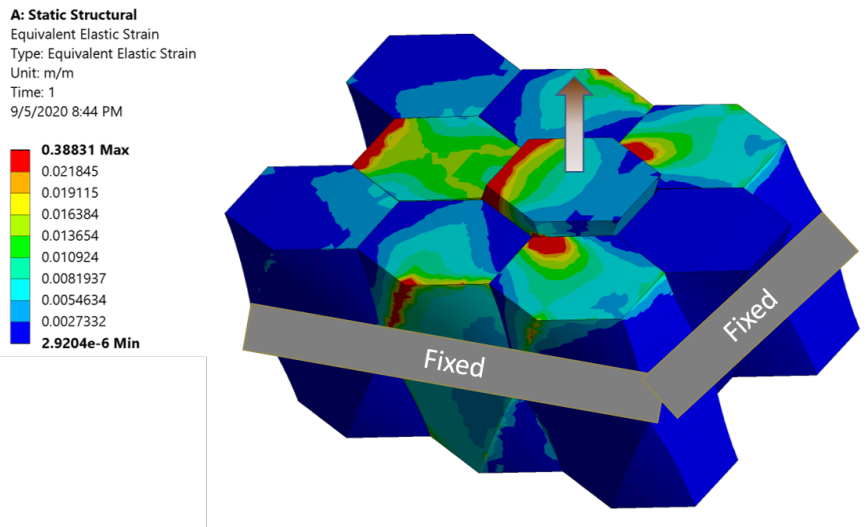 A: Static Structural
Equivalent Elastic Strain
Type: Equivalent Elastic Strain
Unit: m/m
Time: 1
9/5/2020 8:44 PM
0.38831 Max
0.021845
0.019115
0.016384
0.013654
0.010924
0.0081937
0.0054634
0.0027332
2.9204e-6 Min
Fixed
Fixed